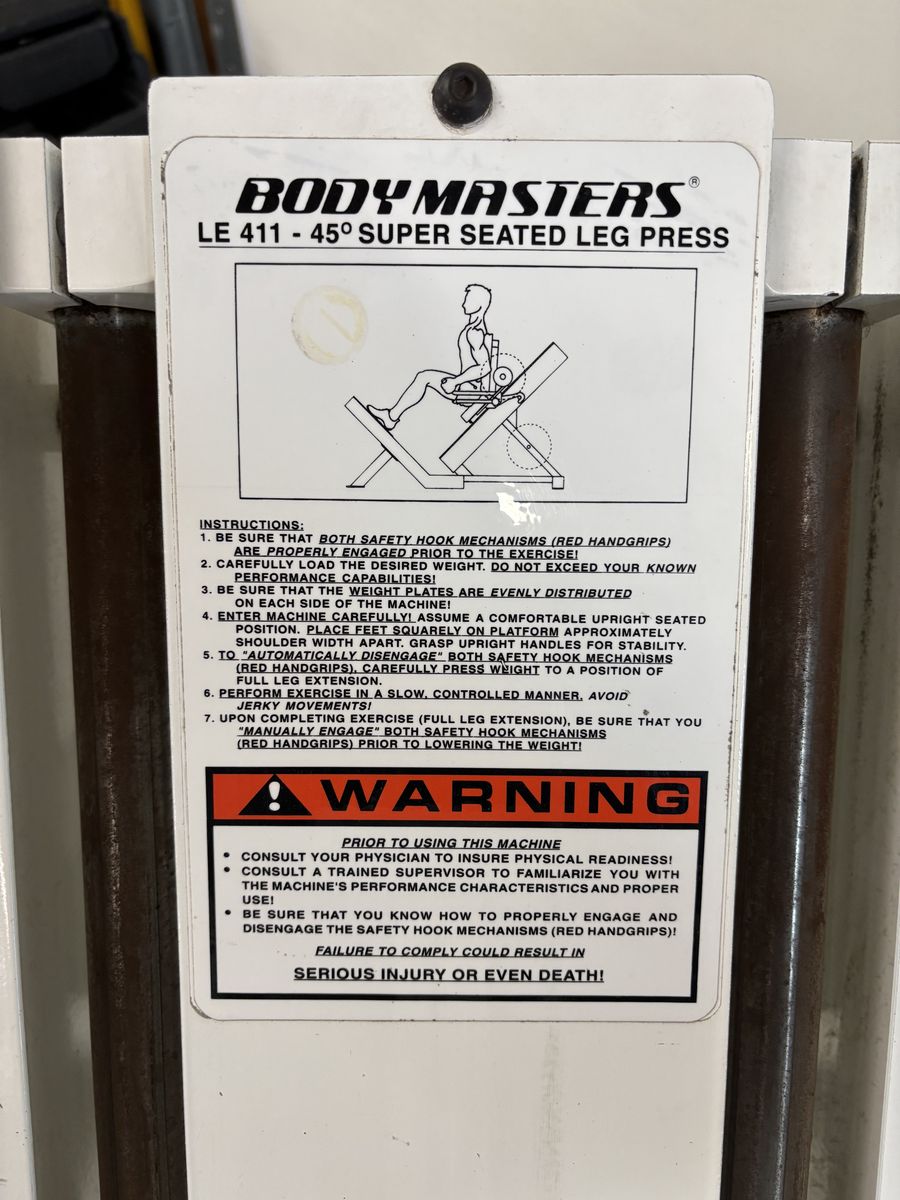 BODYMASTERS®
LE 411 - 45º SUPER SEATED LEG PRESS
INSTRUCTIONS:
1. BE SURE THAT BOTH SAFETY HOOK MECHANISMS (RED HANDGRIPS)
ARE PROPERLY ENGAGED PRIOR TO THE EXERCISE!
2. CAREFULLY LOAD THE DESIRED WEIGHT. DO NOT EXCEED YOUR KNOWN
PERFORMANCE CAPABILITIES!
3. BE SURE THAT THE WEIGHT PLATES ARE EVENLY DISTRIBUTED
ON EACH SIDE OF THE MACHINE!
4. ENTER MACHINE CAREFULLY! ASSUME A COMFORTABLE UPRIGHT SEATED
POSITION. PLACE FEET SQUARELY ON PLATFORM APPROXIMATELY
SHOULDER WIDTH APART. GRASP UPRIGHT HANDLES FOR STABILITY.
5. TO "AUTOMATICALLY DISENGAGE" BOTH SAFETY HOOK MECHANISMS
(RED HANDGRIPS), CAREFULLY PRESS WEIGHT TO A POSITION OF
FULL LEG EXTENSION.
6. PERFORM EXERCISE IN A SLOW, CONTROLLED MANNER. AVOID
JERKY MOVEMENTS!
7. UPON COMPLETING EXERCISE (FULL LEG EXTENSION), BE SURE THAT YOU
"MANUALLY ENGAGE" BOTH SAFETY HOOK MECHANISMS
(RED HANDGRIPS) PRIOR TO LOWERING THE WEIGHT!
WARNING
PRIOR TO USING THIS MACHINE
• CONSULT YOUR PHYSICIAN TO INSURE PHYSICAL READINESS!
• CONSULT A TRAINED SUPERVISOR TO FAMILIARIZE YOU WITH
THE MACHINE'S PERFORMANCE CHARACTERISTICS AND PROPER
USE!
• BE SURE THAT YOU KNOW HOW TO PROPERLY ENGAGE AND
DISENGAGE THE SAFETY HOOK MECHANISMS (RED HANDGRIPS)!
FAILURE TO COMPLY COULD RESULT IN
SERIOUS INJURY OR EVEN DEATH!